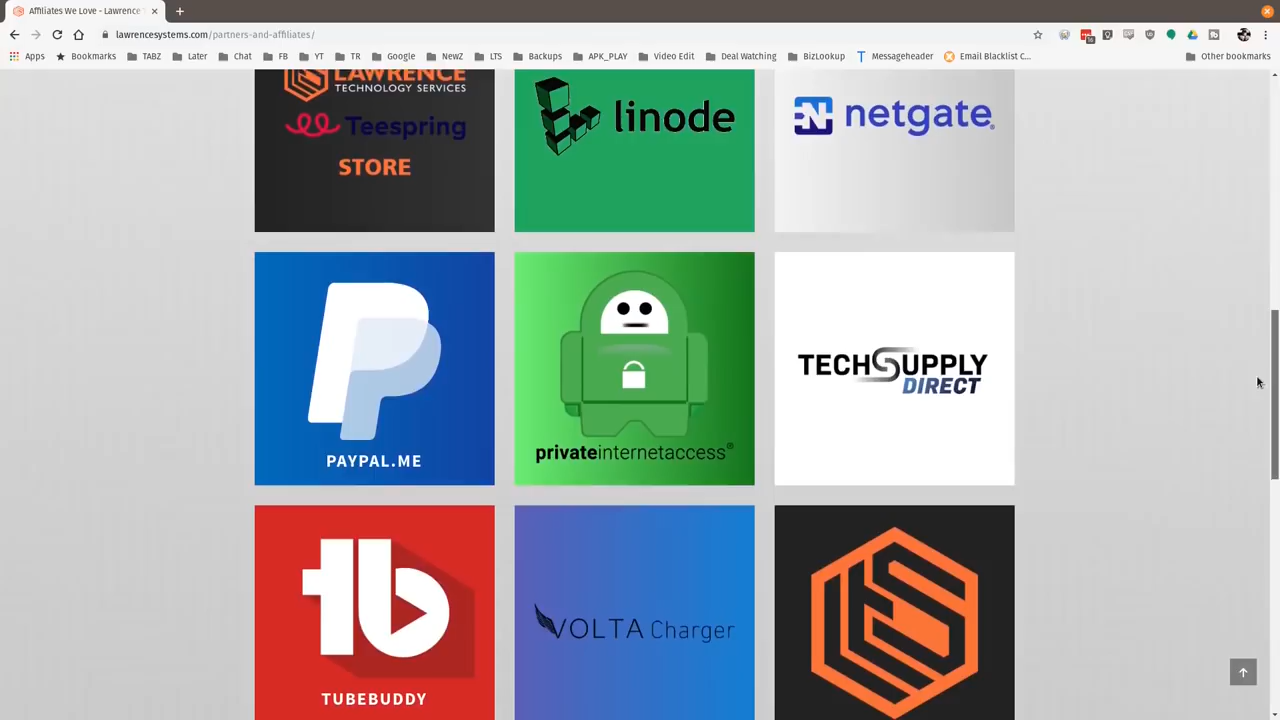 Affiliates We Love - Lawrence T
lawrencesystems.com/partners-and-affiliates/
Apps
Bookmarks
TABZ
Later
Chat
FB
YT
TR
Google
NewZ
LTS
Backups
APK_PLAY
Video Edit
Deal Watching
BizLookup
Messageheader
Email Blacklist C...
Other bookmarks
LAWRENCE
TECHNOLOGY SERVICES
Teespring
STORE
linode
netgate®
PAYPAL.ME
privateinternetaccess®
TECHSUPPLY
DIRECT
tb
TUBEBUDDY
VOLTA Charger